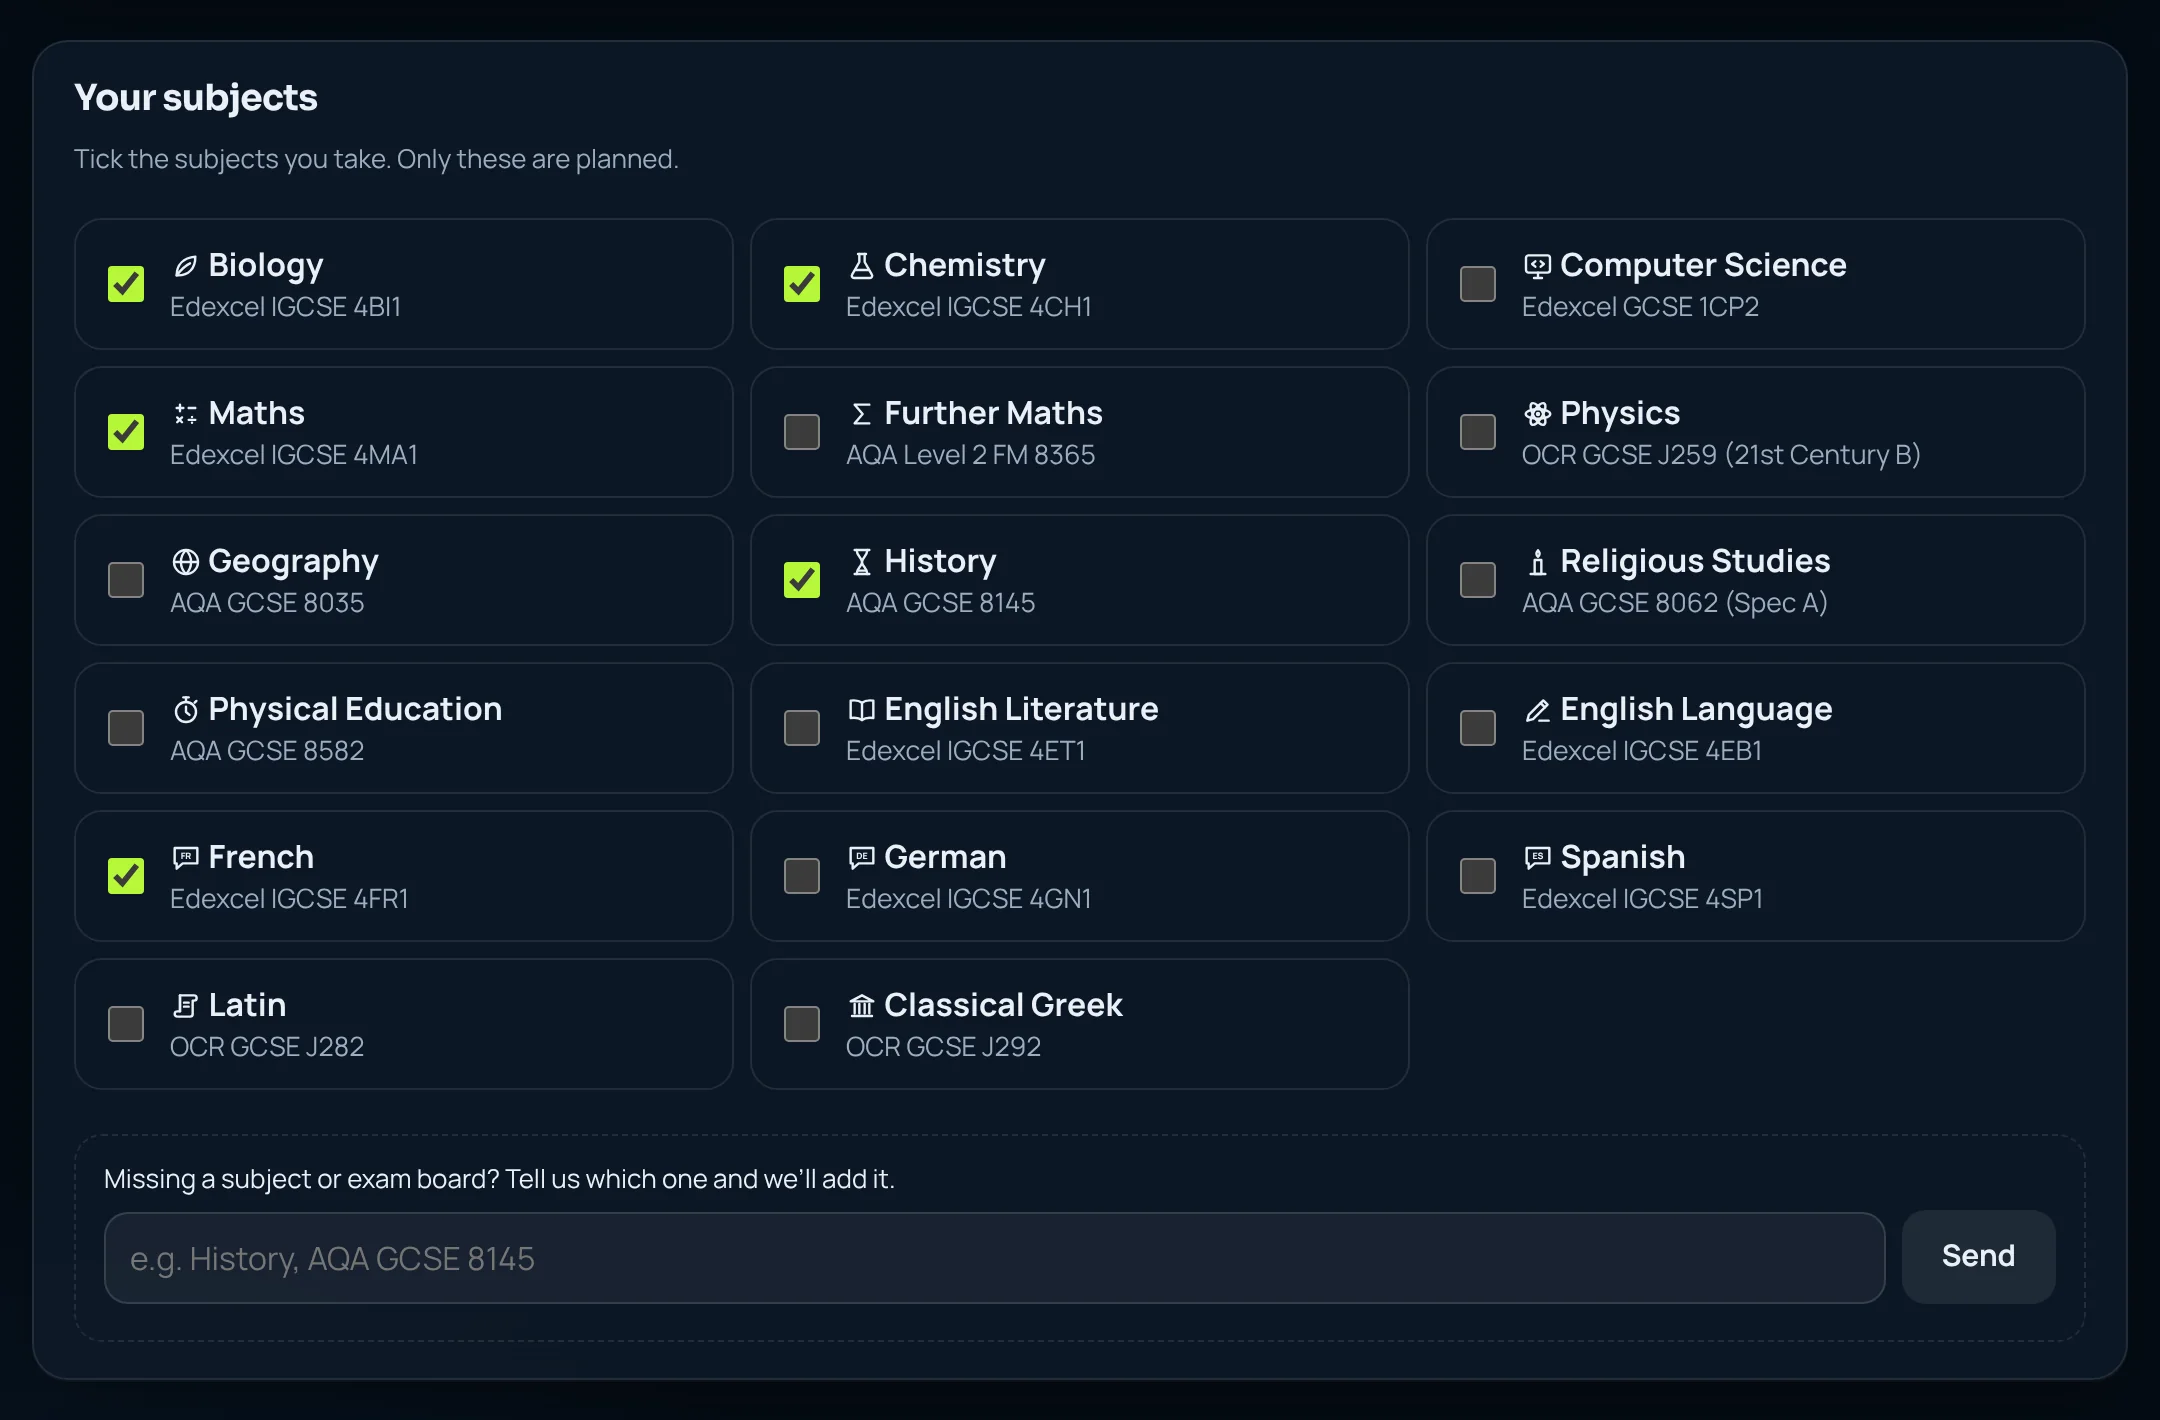 Your subjects
Tick the subjects you take. Only these are planned.
Biology
Edexcel IGCSE 4BI1
Chemistry
Edexcel IGCSE 4CH1
Computer Science
Edexcel GCSE 1CP2
Maths
Edexcel IGCSE 4MA1
Further Maths
AQA Level 2 FM 8365
Physics
OCR GCSE J259 (21st Century B)
Geography
AQA GCSE 8035
History
AQA GCSE 8145
Religious Studies
AQA GCSE 8062 (Spec A)
Physical Education
AQA GCSE 8582
English Literature
Edexcel IGCSE 4ET1
English Language
Edexcel IGCSE 4EB1
FR French
Edexcel IGCSE 4FR1
DE German
Edexcel IGCSE 4GN1
ES Spanish
Edexcel IGCSE 4SP1
Latin
OCR GCSE J282
Classical Greek
OCR GCSE J292
Missing a subject or exam board? Tell us which one and we’ll add it.
e.g. History, AQA GCSE 8145
Send